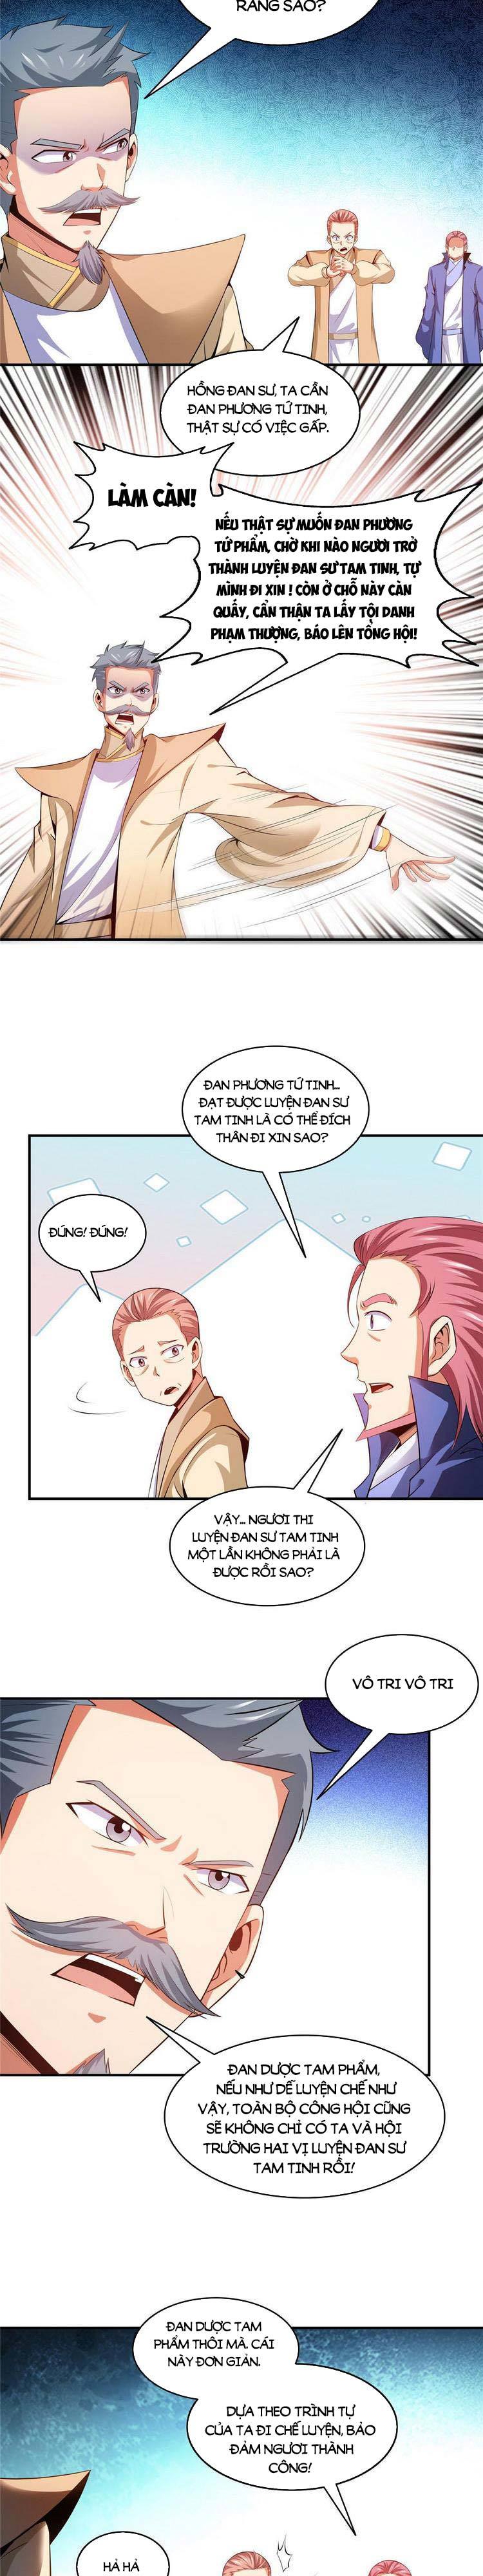 RÀNG SAO?
HỒNG ĐAN SƯ, TA CẦN
ĐAN PHƯƠNG TỨ TINH,
THẬT SỰ CÓ VIỆC GẤP.
LÀM CÀN!
NẾU THẬT SỰ MUỐN ĐAN PHƯƠNG
TỨ PHẨM, CHỜ KHI NÀO NGƯƠI TRỞ
THÀNH LUYỆN ĐAN SƯ TAM TINH, TỰ
MÌNH ĐI XIN ! CÒN Ở CHỖ NÀY CÀN
QUẤY, CẨN THẬN TA LẤY TỘI DANH
PHẠM THƯỢNG, BÁO LÊN TỔNG HỘI!
ĐAN PHƯƠNG TỨ TINH...
ĐẠT ĐƯỢC LUYỆN ĐAN SƯ
TAM TINH LÀ CÓ THỂ ĐÍCH
THÂN ĐI XIN SAO?
ĐÚNG! ĐÚNG!
VẬY... NGƯƠI THI
LUYỆN ĐAN SƯ TAM TINH
MỘT LẦN KHÔNG PHẢI LÀ
ĐƯỢC RỒI SAO?
VÔ TRI VÔ TRI
ĐAN DƯỢC TAM PHẨM,
NẾU NHƯ DỄ LUYỆN CHẾ NHƯ
VẬY, TOÀN BỘ CÔNG HỘI CŨNG
SẼ KHÔNG CHỈ CÓ TA VÀ HỘI
TRƯỜNG HAI VỊ LUYỆN ĐAN SƯ
TAM TINH RỒI!
ĐAN DƯỢC TAM
PHẨM THÔI MÀ. CÁI
NÀY ĐƠN GIẢN.
DỰA THEO TRÌNH TỰ
CỦA TA ĐI CHẾ LUYỆN, BẢO
ĐẢM NGƯƠI THÀNH
CÔNG!
HẢ HẢ